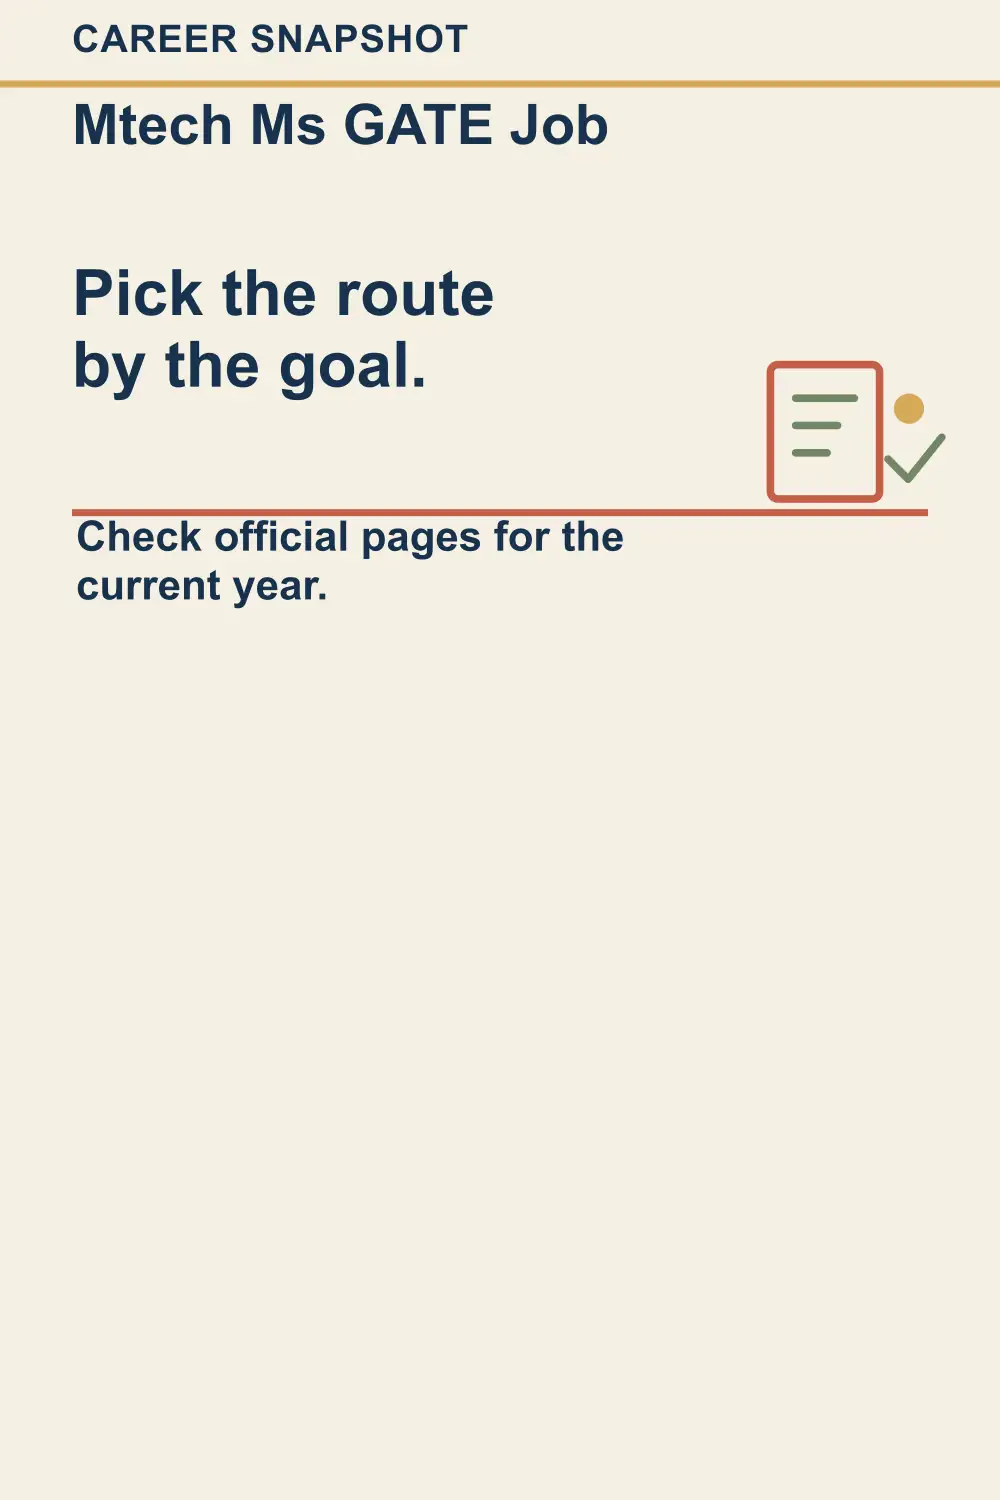 CAREER SNAPSHOT
Mtech Ms GATE Job
Pick the route
by the goal.
Check official pages for the
current year.